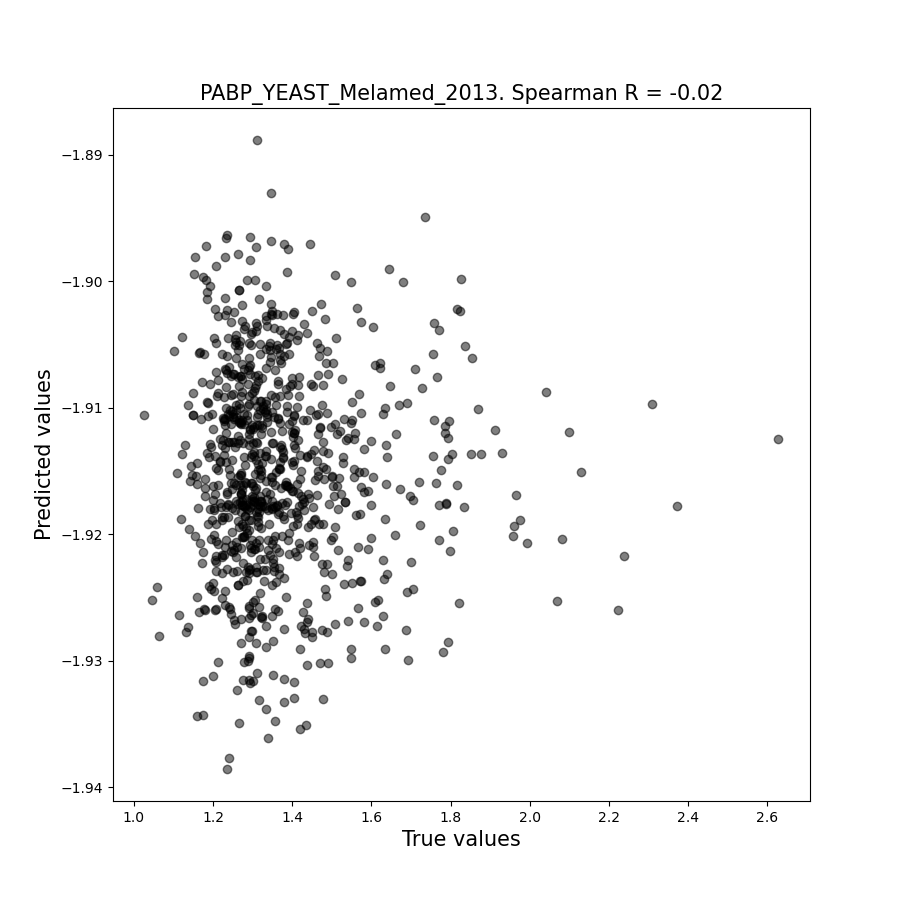 PABP_YEAST_Melamed_2013. Spearman R = -0.02
Predicted values
−1.89
−1.90
−1.91
−1.92
−1.93
−1.94
1.0 1.2 1.4 1.6 1.8 2.0 2.2 2.4 2.6
True values